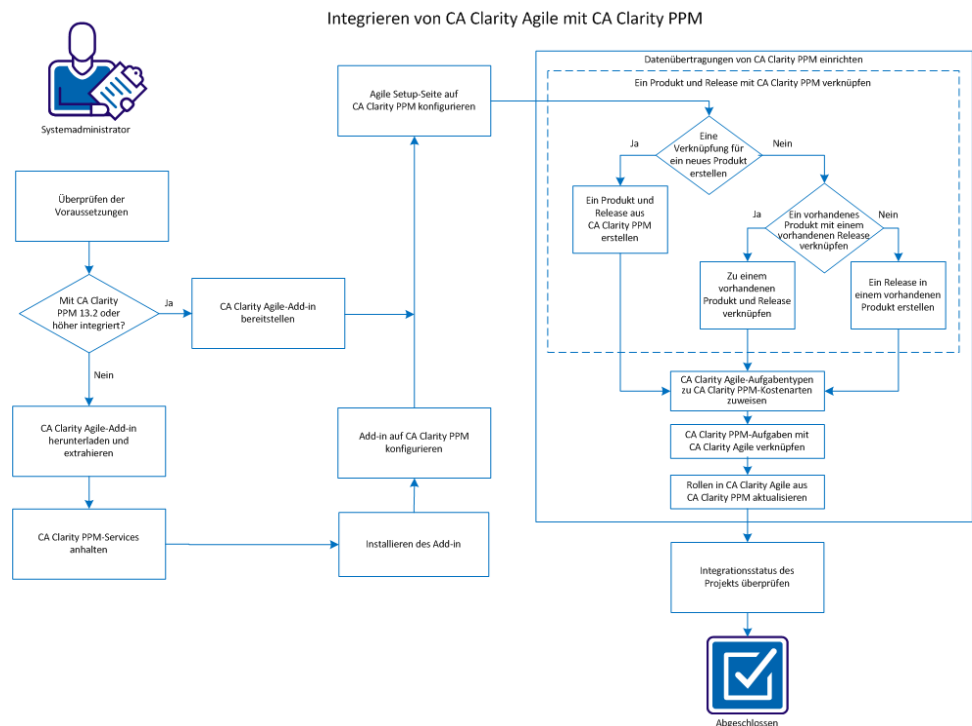 Integrieren von CA Clarity Agile mit CA Clarity PPM
Systemadministrator
Überprüfen der
Voraussetzungen
Mit CA Clarity
PPM 13.2 oder
höher integriert?
Ja
Nein
CA Clarity Agile-Add-in
bereitstellen
CA Clarity Agile-Add-in
herunterladen und
extrahieren
CA Clarity PPM-Services
anhalten
Installieren des Add-in
Add-in auf CA Clarity PPM
konfigurieren
Agile Setup-Seite auf
CA Clarity PPM konfigurieren
Datenübertragungen von CA Clarity PPM einrichten
Ein Produkt und Release mit CA Clarity PPM verknüpfen
Eine
Verknüpfung für
ein neues Produkt
erstellen
Ja
Nein
Ein Produkt und
Release aus
CA Clarity PPM
erstellen
Ein vorhandenes
Produkt mit einem
vorhandenen Release
verknüpfen
Ja
Nein
Zu einem
vorhandenen
Produkt und Release
verknüpfen
Ein Release in
einem vorhandenen
Produkt erstellen
CA Clarity Agile-Aufgabentypen
zu CA Clarity PPM-Kostenarten
zuweisen
CA Clarity PPM-Aufgaben mit
CA Clarity Agile verknüpfen
Rollen in CA Clarity Agile aus
CA Clarity PPM aktualisieren
Integrationsstatus des
Projekts überprüfen
Abgeschlossen